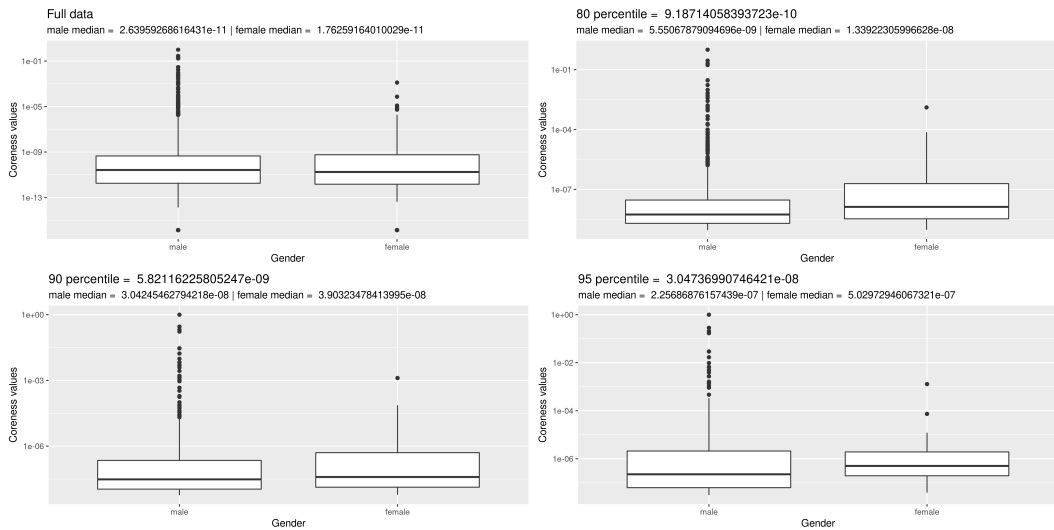 Full data
male median = 2.63959268616431e-11 | female median = 1.76259164010029e-11
1e-01
1e-05
1e-09
1e-13
Coreness values
male
female
Gender
80 percentile = 9.18714058393723e-10
male median = 5.55067879094696e-09 | female median = 1.33922305996628e-08
1e-01
1e-04
1e-07
Coreness values
male
female
Gender
90 percentile = 5.82116225805247e-09
male median = 3.04245462794218e-08 | female median = 3.90323478413995e-08
1e+00
1e-03
1e-06
Coreness values
male
female
Gender
95 percentile = 3.04736990746421e-08
male median = 2.25686876157439e-07 | female median = 5.02972946067321e-07
1e+00
1e-02
1e-04
1e-06
Coreness values
male
female
Gender